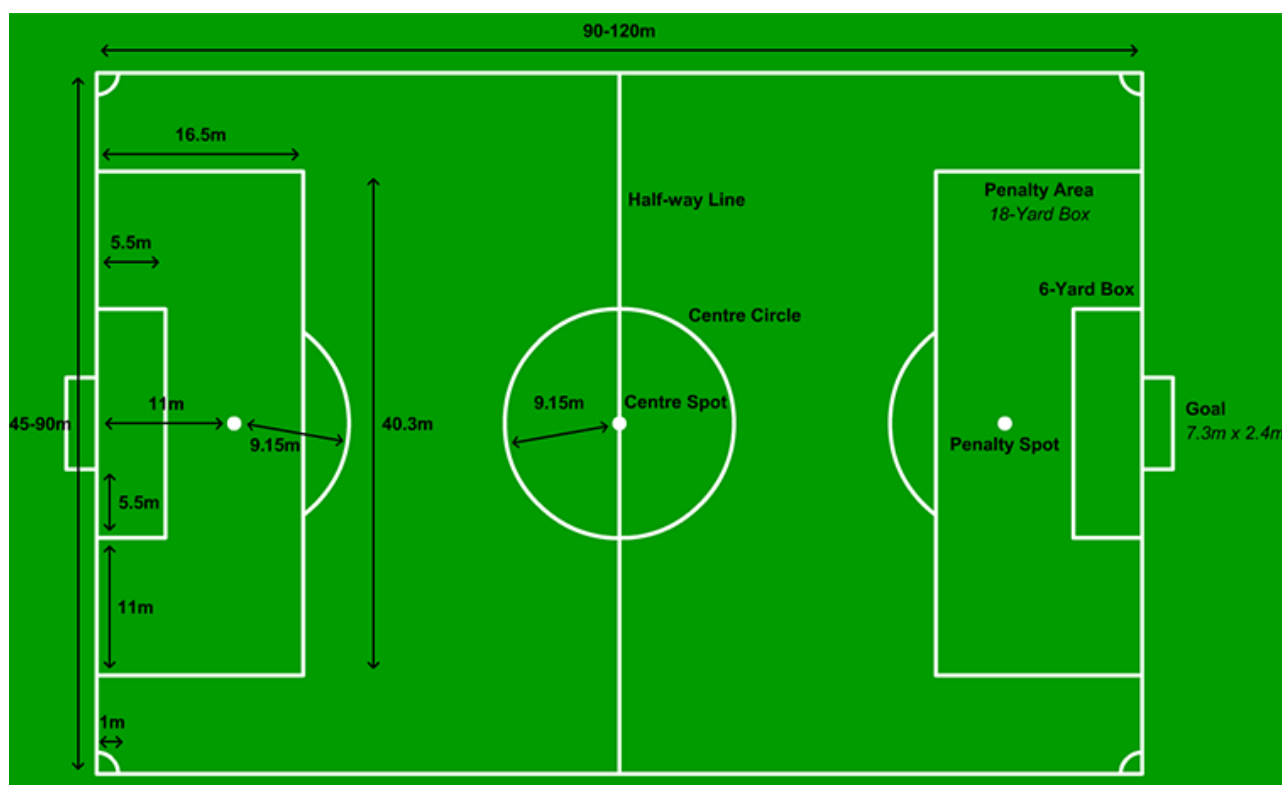 90-120m
16.5m
Penalty Area
18-Yard Box
Half-way Line
5.5m
6-Yard Box
Centre Circle
11m
9.15m
Centre Spot
45-90m
40.3m
Goal
7.3m x 2.4m
9.15m
Penalty Spot
5.5m
11m
1m